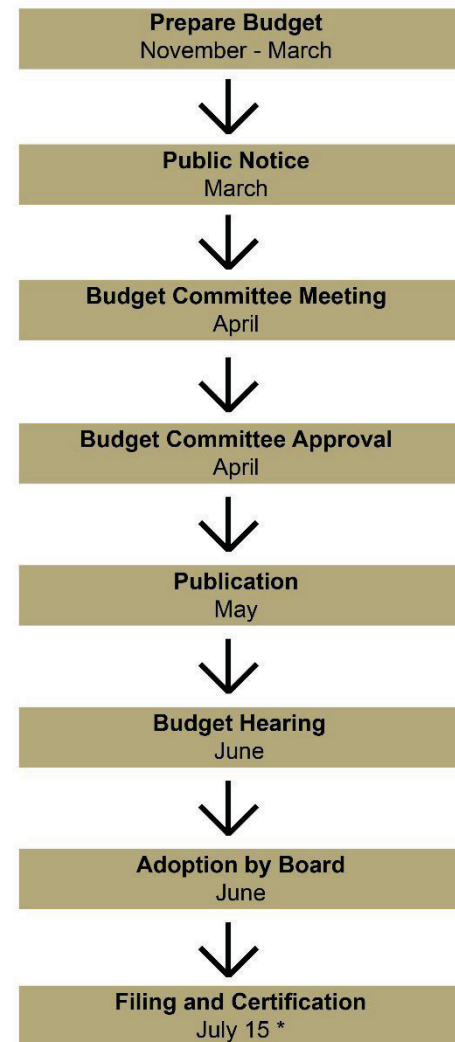 Prepare Budget
November - March
Public Notice
March
Budget Committee Meeting
April
Budget Committee Approval
April
Publication
May
Budget Hearing
June
Adoption by Board
June
Filing and Certification
July 15 *